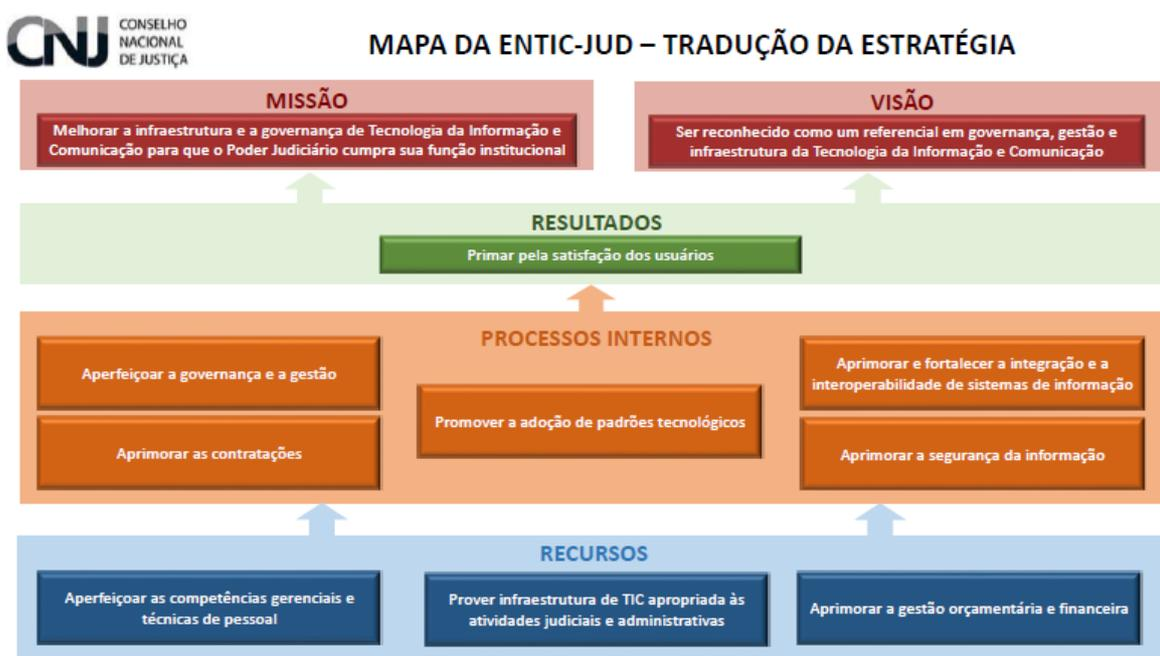 CNJ
CONSELHO
NACIONAL
DE JUSTIÇA
MAPA DA ENTIC-JUD – TRADUÇÃO DA ESTRATÉGIA
MISSÃO
Melhorar a infraestrutura e a governança de Tecnologia da Informação e
Comunicação para que o Poder Judiciário cumpra sua função institucional
VISÃO
Ser reconhecido como um referencial em governança, gestão e
infraestrutura da Tecnologia da Informação e Comunicação
RESULTADOS
Primar pela satisfação dos usuários
PROCESSOS INTERNOS
Aperfeiçoar a governança e a gestão
Aprimorar as contratações
Promover a adoção de padrões tecnológicos
Aprimorar e fortalecer a integração e a
interoperabilidade de sistemas de informação
Aprimorar a segurança da informação
RECURSOS
Aperfeiçoar as competências gerenciais e
técnicas de pessoal
Prover infraestrutura de TIC apropriada às
atividades judiciais e administrativas
Aprimorar a gestão orçamentária e financeira